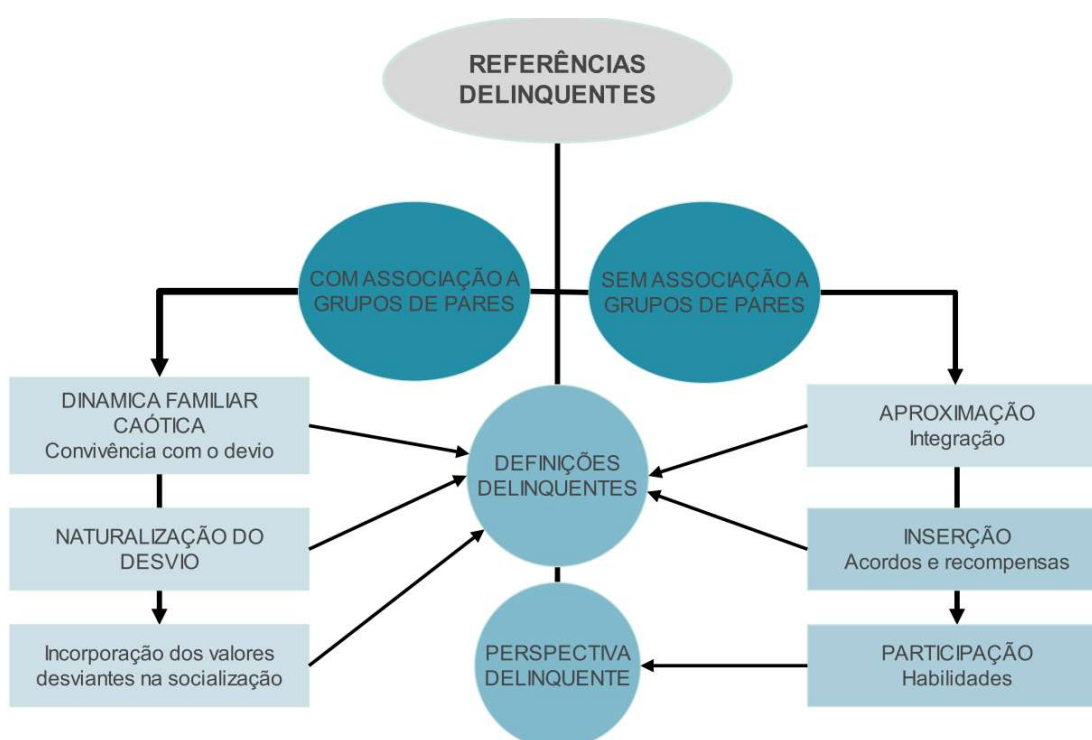 REFERÊNCIAS
DELINQUENTES
COM ASSOCIAÇÃO A
GRUPOS DE PARES
SEM ASSOCIAÇÃO A
GRUPOS DE PARES
DINAMICA FAMILIAR
CAÓTICA
Convivência com o devio
NATURALIZAÇÃO DO
DESVIO
Incorporação dos valores
desviantes na socialização
DEFINIÇÕES
DELINQUENTES
PERSPECTIVA
DELINQUENTE
APROXIMAÇÃO
Integração
INSERÇÃO
Acordos e recompensas
PARTICIPAÇÃO
Habilidades